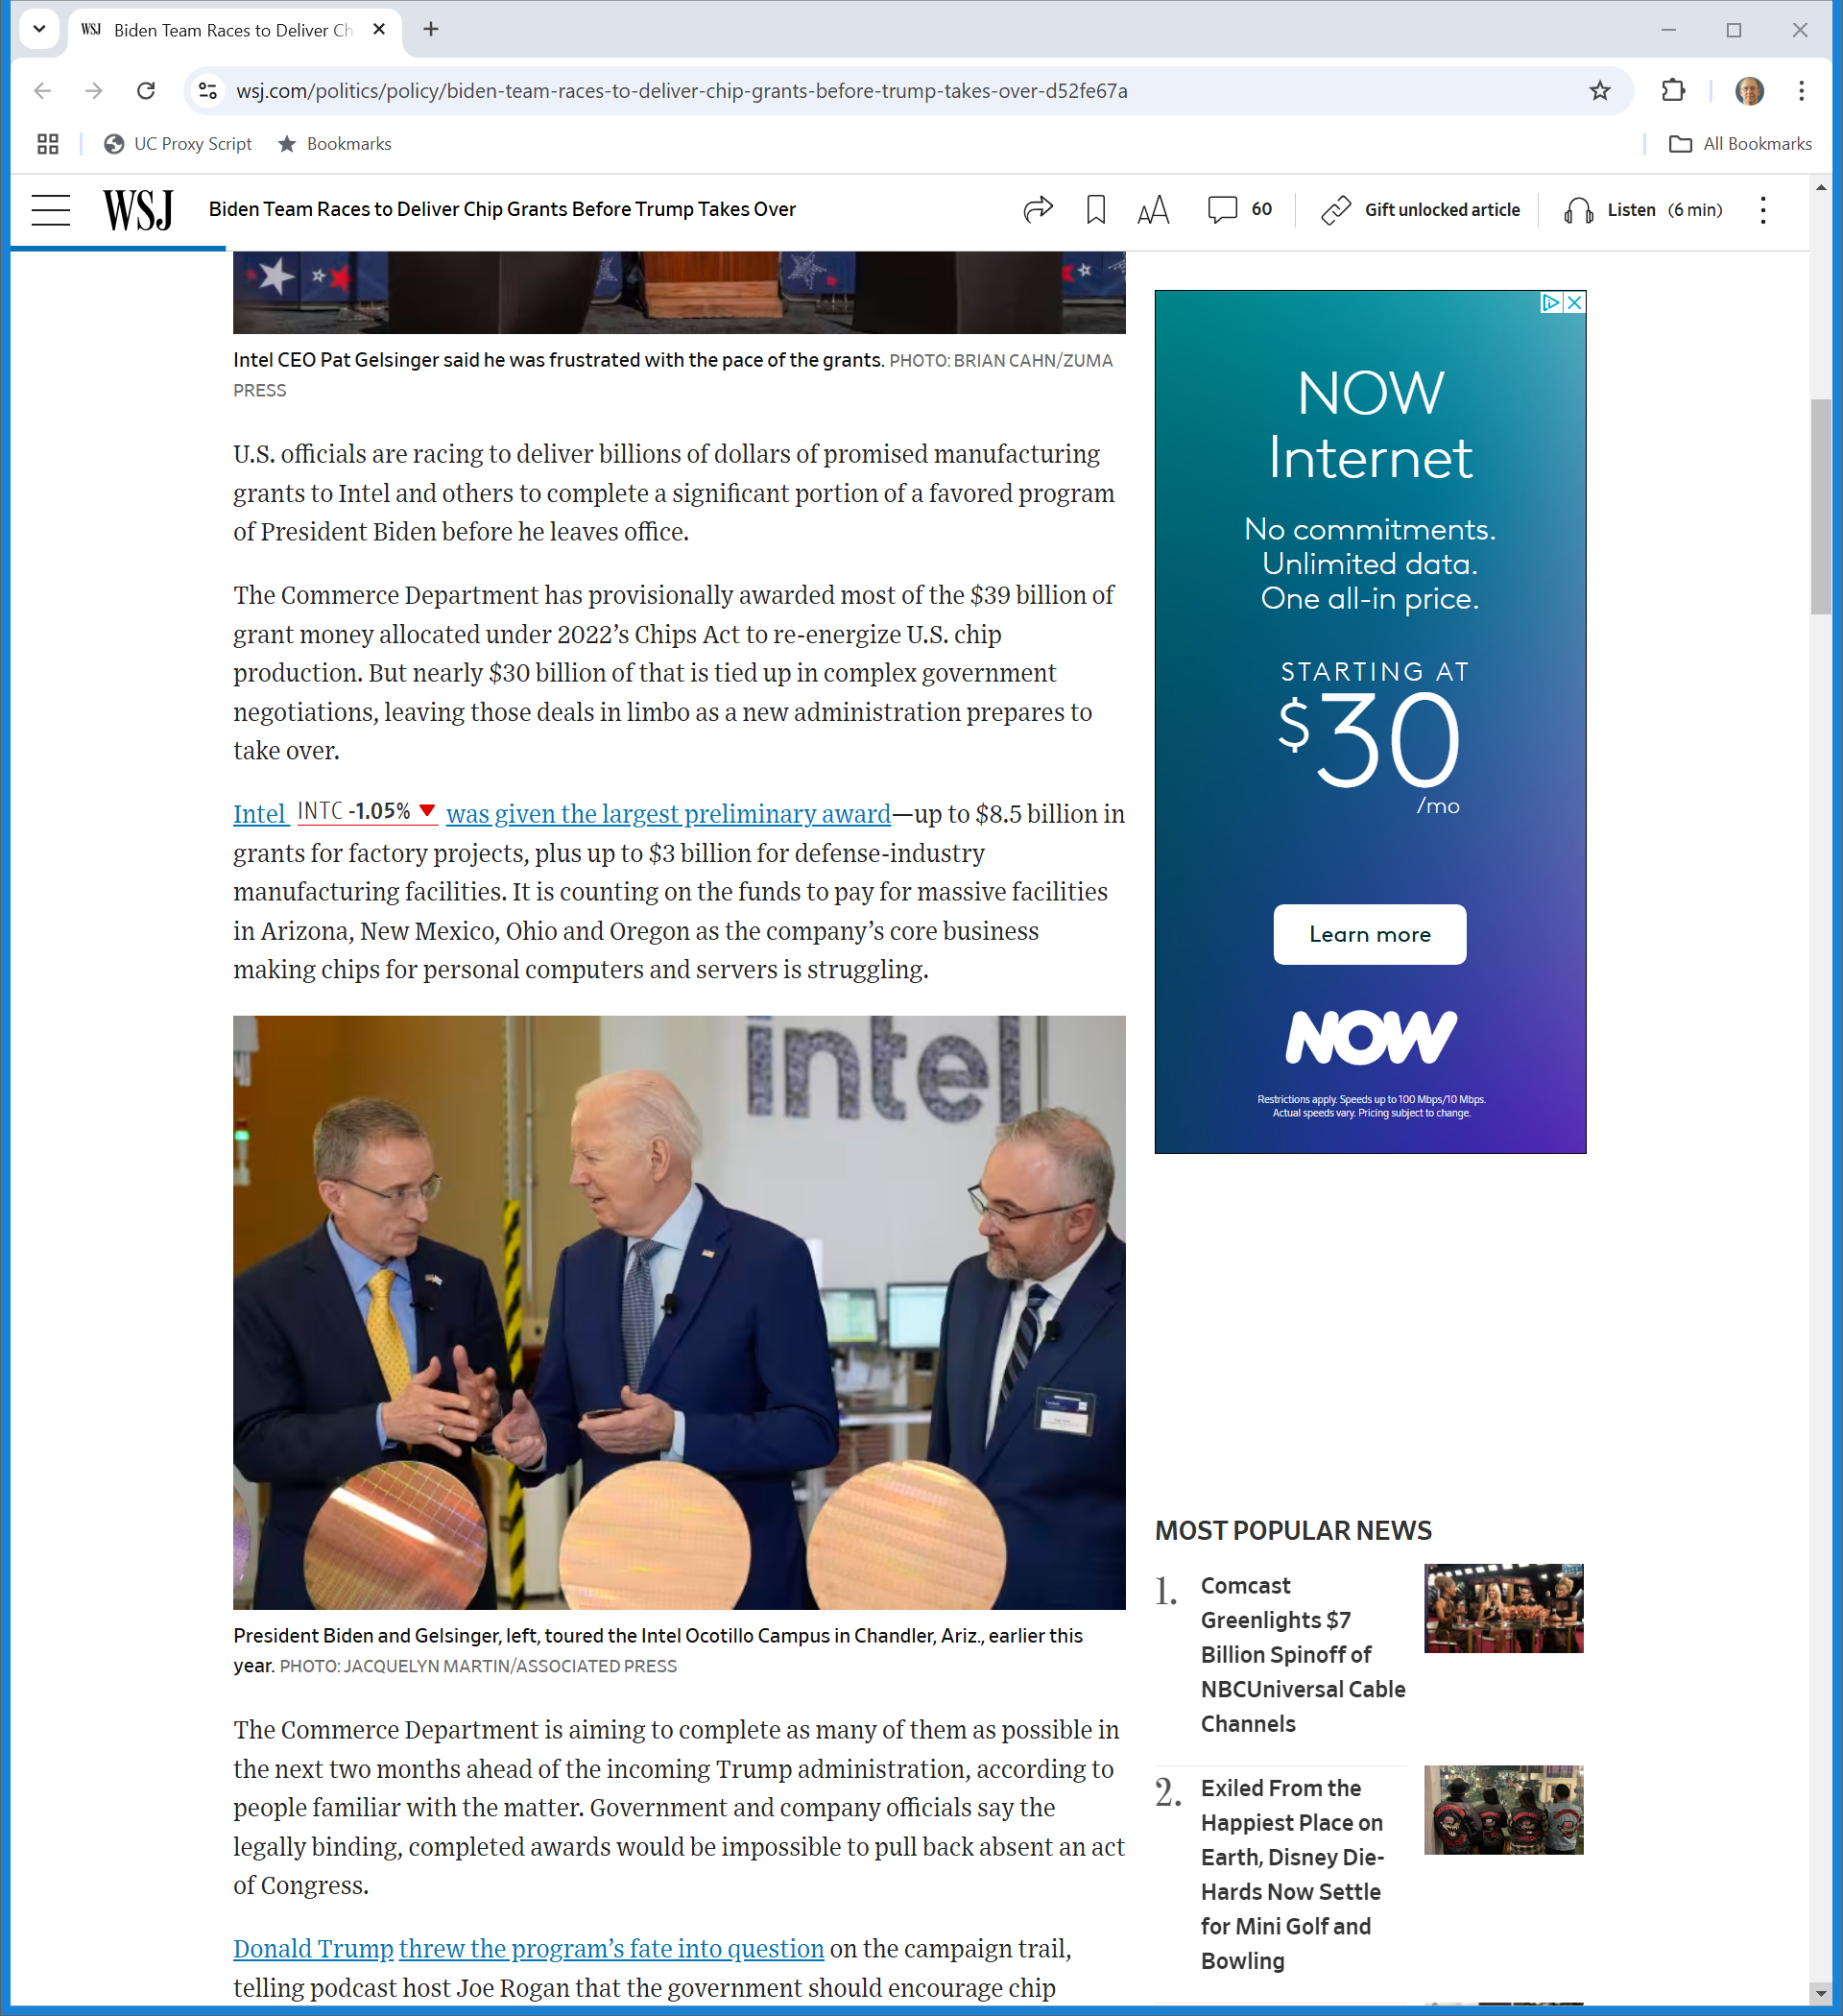 WSJ Biden Team Races to Deliver Ch
wsj.com/politics/policy/biden-team-races-to-deliver-chip-grants-before-trump-takes-over-d52fe67a
UC Proxy Script Bookmarks All Bookmarks
WSJ Biden Team Races to Deliver Chip Grants Before Trump Takes Over 60 Gift unlocked article Listen (6 min)
Intel CEO Pat Gelsinger said he was frustrated with the pace of the grants. PHOTO: BRIAN CAHN/ZUMA
PRESS
U.S. officials are racing to deliver billions of dollars of promised manufacturing
grants to Intel and others to complete a significant portion of a favored program
of President Biden before he leaves office.
The Commerce Department has provisionally awarded most of the $39 billion of
grant money allocated under 2022’s Chips Act to re-energize U.S. chip
production. But nearly $30 billion of that is tied up in complex government
negotiations, leaving those deals in limbo as a new administration prepares to
take over.
Intel INTC -1.05% was given the largest preliminary award—up to $8.5 billion in
grants for factory projects, plus up to $3 billion for defense-industry
manufacturing facilities. It is counting on the funds to pay for massive facilities
in Arizona, New Mexico, Ohio and Oregon as the company’s core business
making chips for personal computers and servers is struggling.
intel
President Biden and Gelsinger, left, toured the Intel Ocotillo Campus in Chandler, Ariz., earlier this
year. PHOTO: JACQUELYN MARTIN/ASSOCIATED PRESS
The Commerce Department is aiming to complete as many of them as possible in
the next two months ahead of the incoming Trump administration, according to
people familiar with the matter. Government and company officials say the
legally binding, completed awards would be impossible to pull back absent an act
of Congress.
Donald Trump threw the program’s fate into question on the campaign trail,
telling podcast host Joe Rogan that the government should encourage chip
NOW
Internet
No commitments.
Unlimited data.
One all-in price.
STARTING AT
$30
/mo
Learn more
NOW
Restrictions apply. Speeds up to 100 Mbps/10 Mbps.
Actual speeds vary. Pricing subject to change.
MOST POPULAR NEWS
1. Comcast
Greenlights $7
Billion Spinoff of
NBCUniversal Cable
Channels
2. Exiled From the
Happiest Place on
Earth, Disney Die-
Hards Now Settle
for Mini Golf and
Bowling